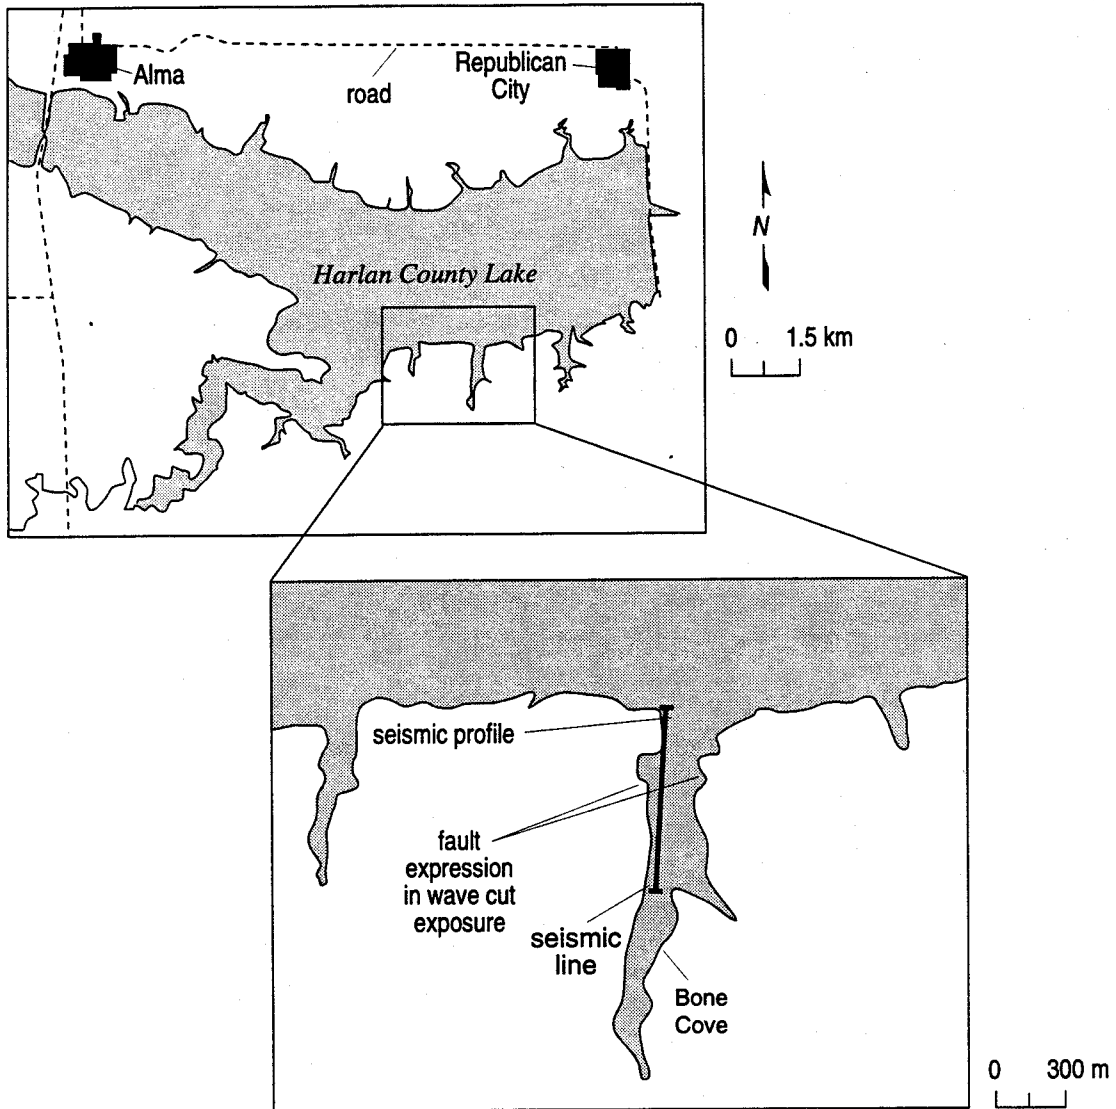 Alma
road
Republican
City
Harlan County Lake
N
0 1.5 km
seismic profile
fault
expression
in wave cut
exposure
seismic
line
Bone
Cove
0 300 m